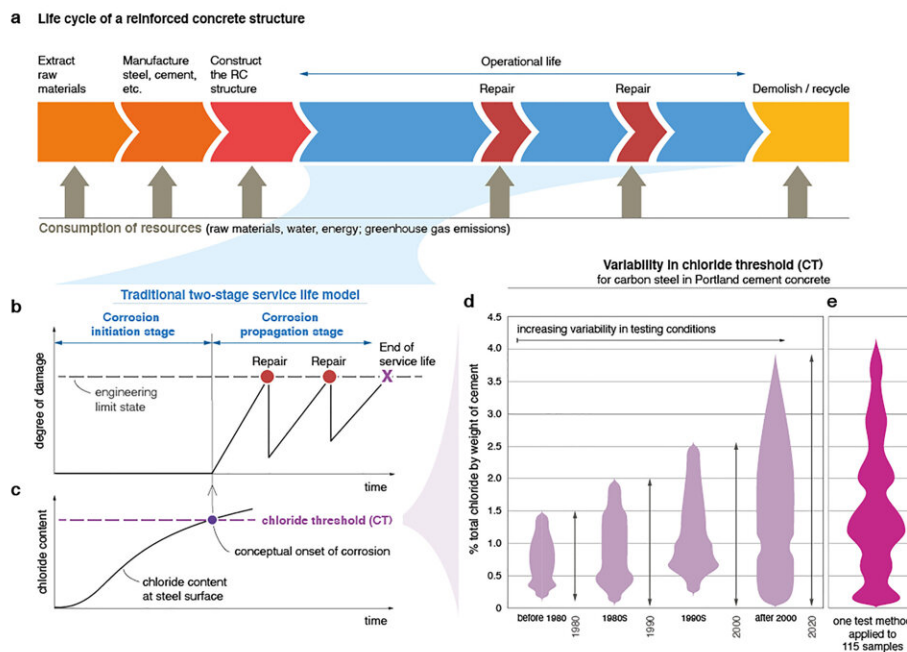 a Life cycle of a reinforced concrete structure
Extract
raw
materials
Manufacture
steel, cement,
etc.
Construct
the RC
structure
Operational life
Repair
Repair
Demolish / recycle
Consumption of resources (raw materials, water, energy; greenhouse gas emissions)
b
Traditional two-stage service life model
Corrosion
initiation stage
Corrosion
propagation stage
degree of damage
engineering
limit state
Repair
Repair
End of
service life
X
time
c
chloride content
chloride threshold (CT)
conceptual onset of corrosion
chloride content
at steel surface
time
Variability in chloride threshold (CT)
for carbon steel in Portland cement concrete
d
e
% total chloride by weight of cement
4.5
4.0
3.5
3.0
2.5
2.0
1.5
1.0
0.5
0
increasing variability in testing conditions
before 1980
1980
1980S
1990
1990S
2000
after 2000
2020
one test method
applied to
115 samples